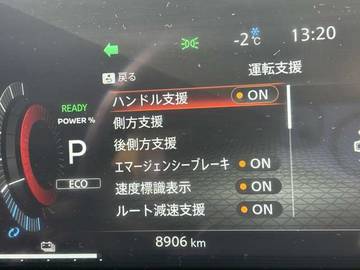 -2℃ 13:20
戻る
運転支援
READY
POWER %
P
ECO
ハンドル支援 ON
側方支援
後側方支援
エマージェンシーブレーキ ON
速度標識表示 ON
ルート減速支援 ON
8906 km